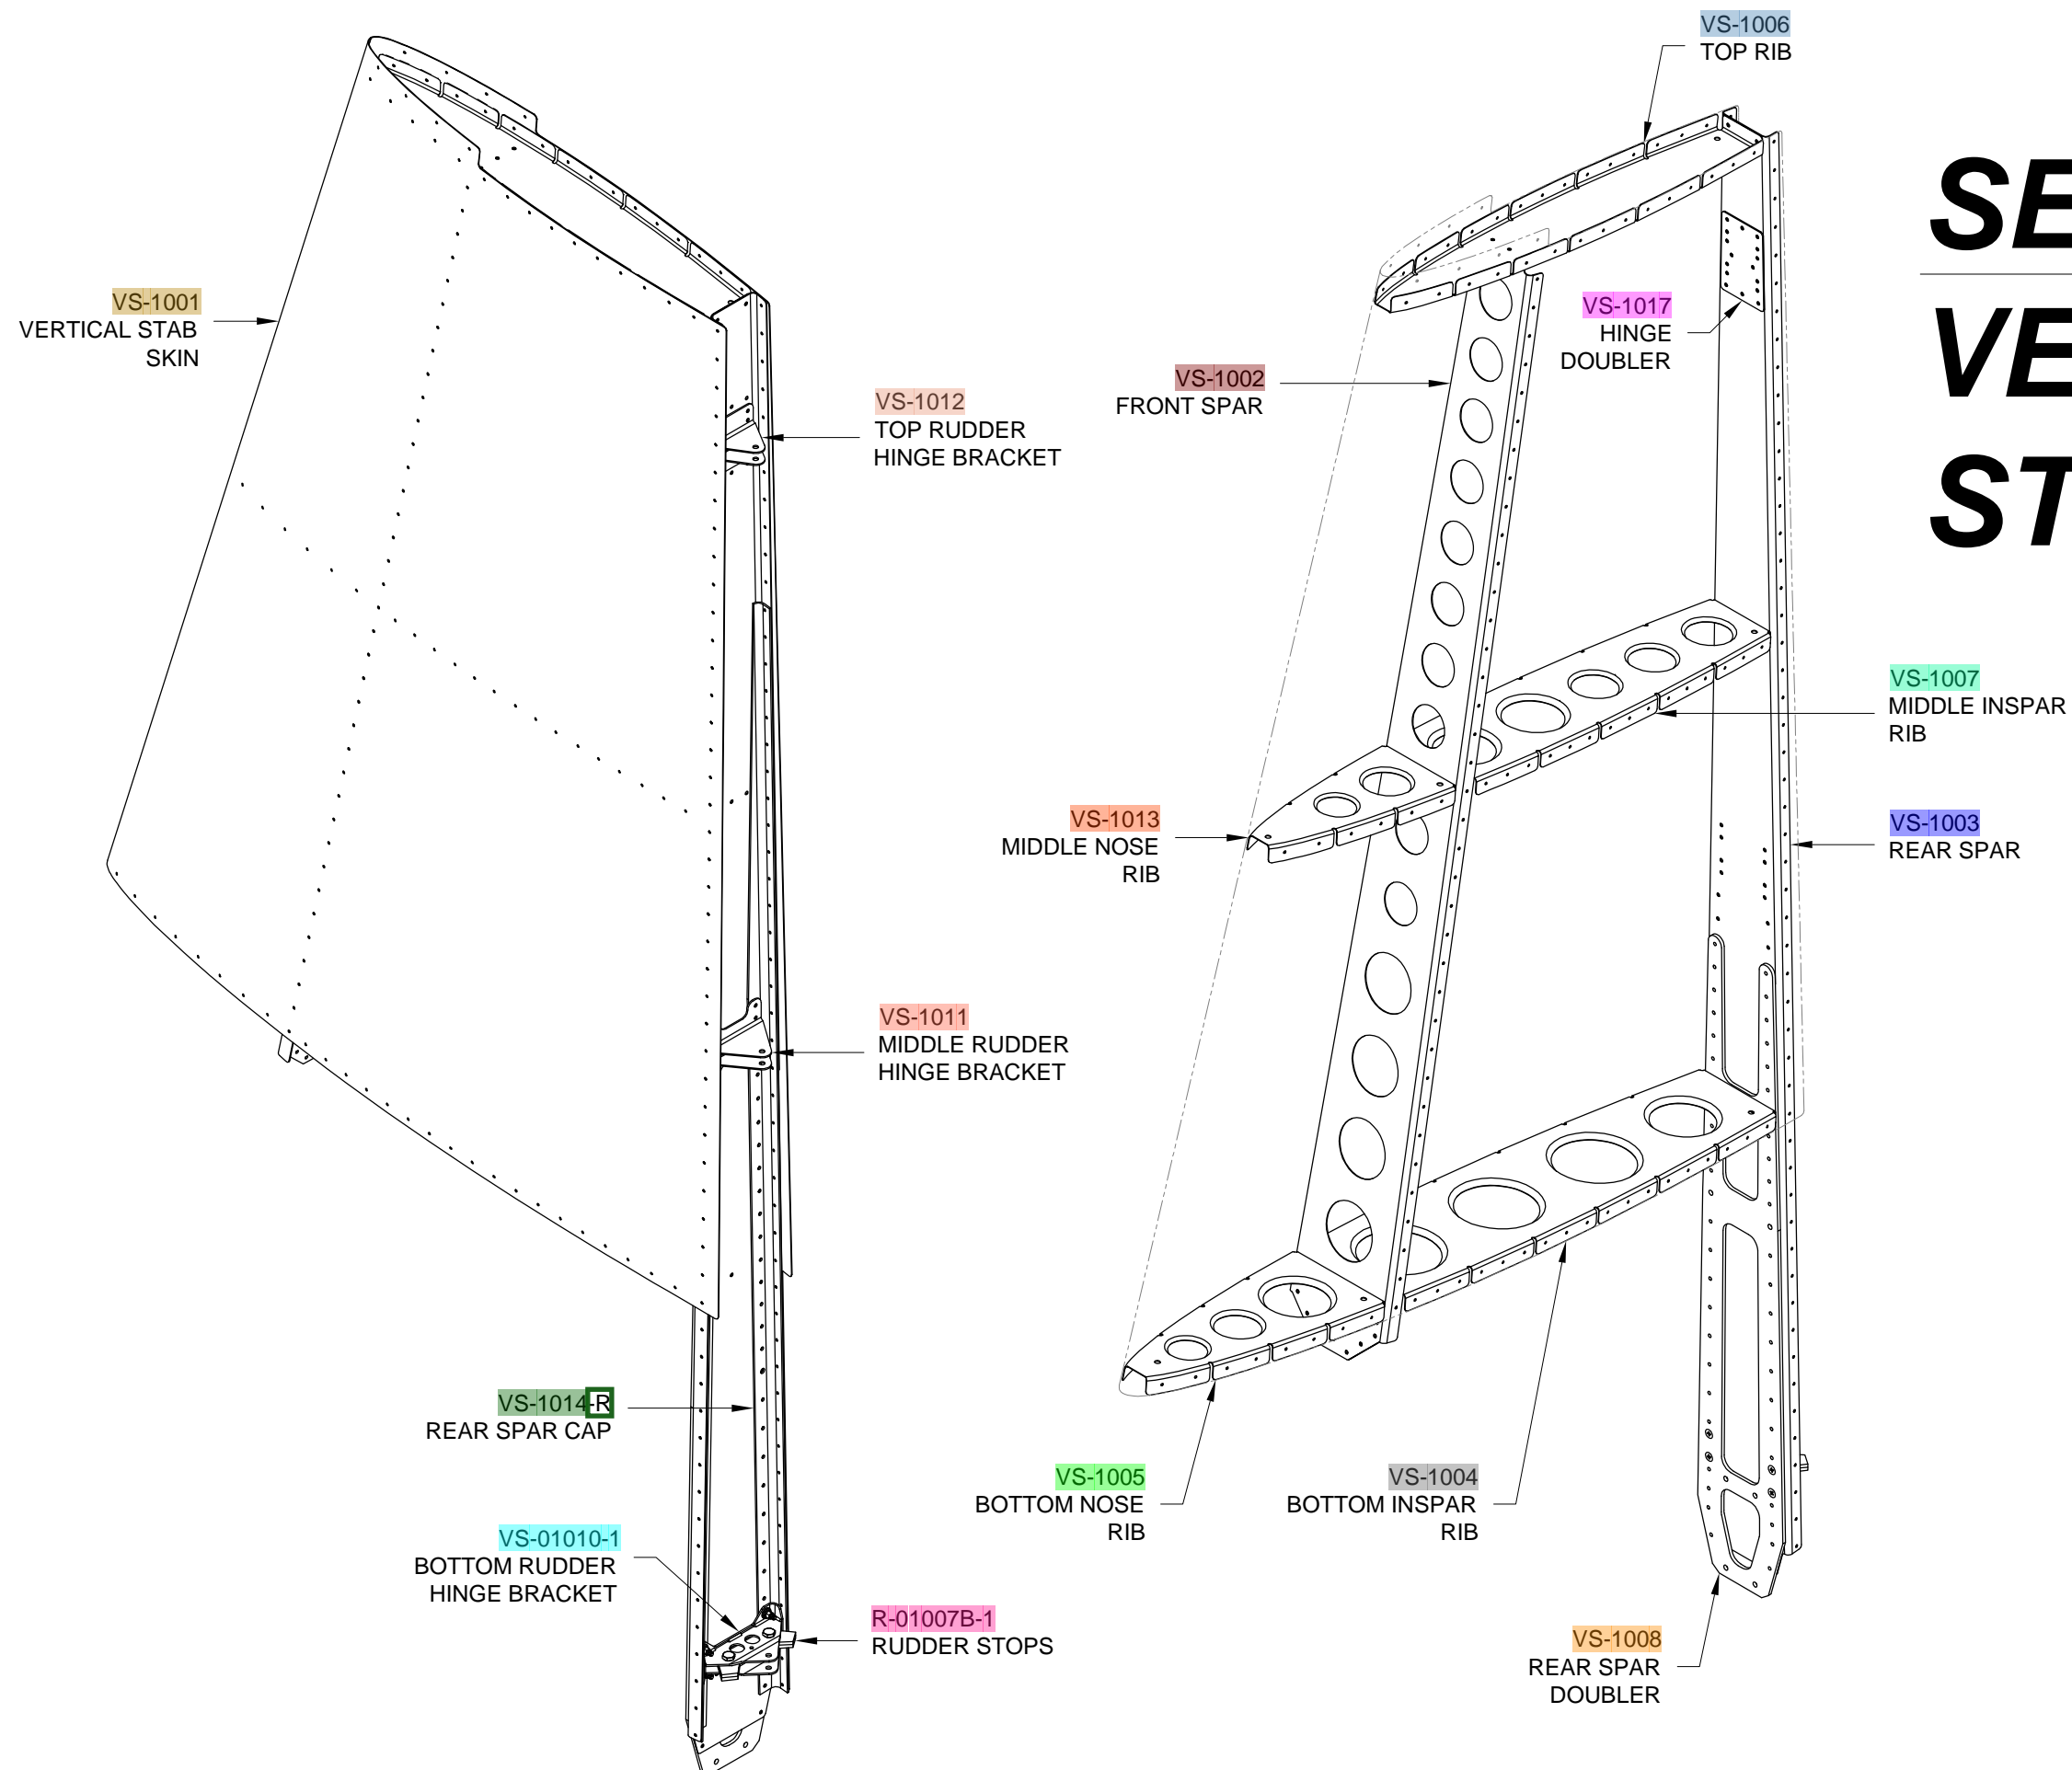 VS-1006
TOP RIB
SE
VS-1001
VERTICAL STAB
SKIN
VS-1017
HINGE
DOUBLER
VE
VS-1002
FRONT SPAR
VS-1012
TOP RUDDER
HINGE BRACKET
ST
VS-1007
MIDDLE INSPAR
RIB
VS-1013
MIDDLE NOSE
RIB
VS-1003
REAR SPAR
VS-1011
MIDDLE RUDDER
HINGE BRACKET
VS-1014-R
REAR SPAR CAP
VS-1005
BOTTOM NOSE
RIB
VS-1004
BOTTOM INSPAR
RIB
VS-01010-1
BOTTOM RUDDER
HINGE BRACKET
R-01007B-1
RUDDER STOPS
VS-1008
REAR SPAR
DOUBLER